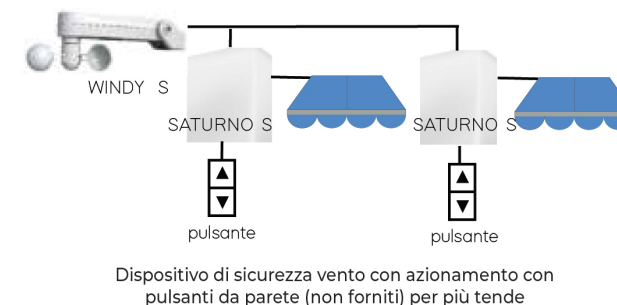 WINDY S
SATURNO S
SATURNO S
pulsante
pulsante
Dispositivo di sicurezza vento con azionamento con
pulsanti da parete (non forniti) per più tende